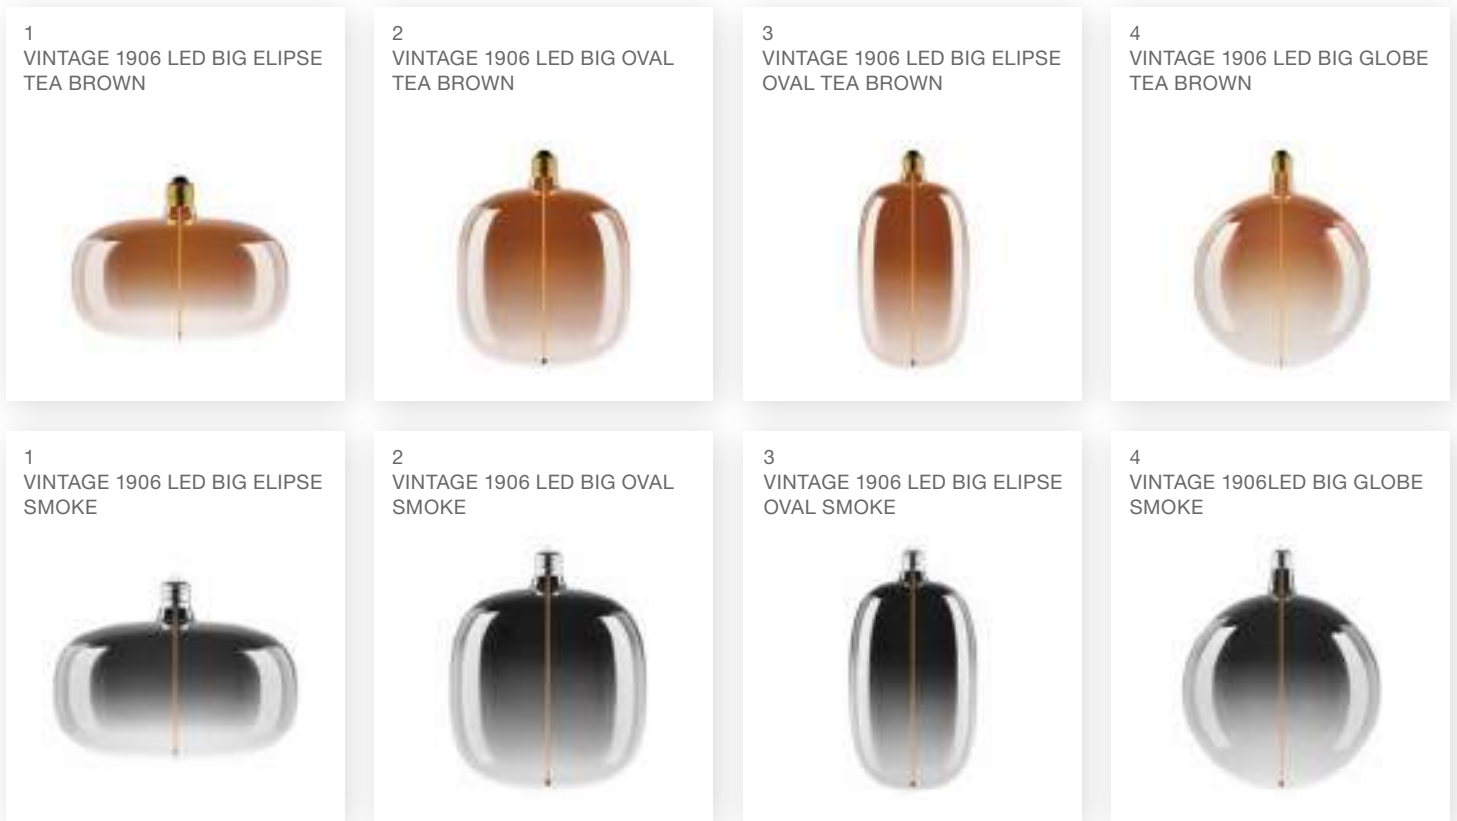 1
VINTAGE 1906 LED BIG ELIPSE
TEA BROWN
2
VINTAGE 1906 LED BIG OVAL
TEA BROWN
3
VINTAGE 1906 LED BIG ELIPSE
OVAL TEA BROWN
4
VINTAGE 1906 LED BIG GLOBE
TEA BROWN
1
VINTAGE 1906 LED BIG ELIPSE
SMOKE
2
VINTAGE 1906 LED BIG OVAL
SMOKE
3
VINTAGE 1906 LED BIG ELIPSE
OVAL SMOKE
4
VINTAGE 1906LED BIG GLOBE
SMOKE